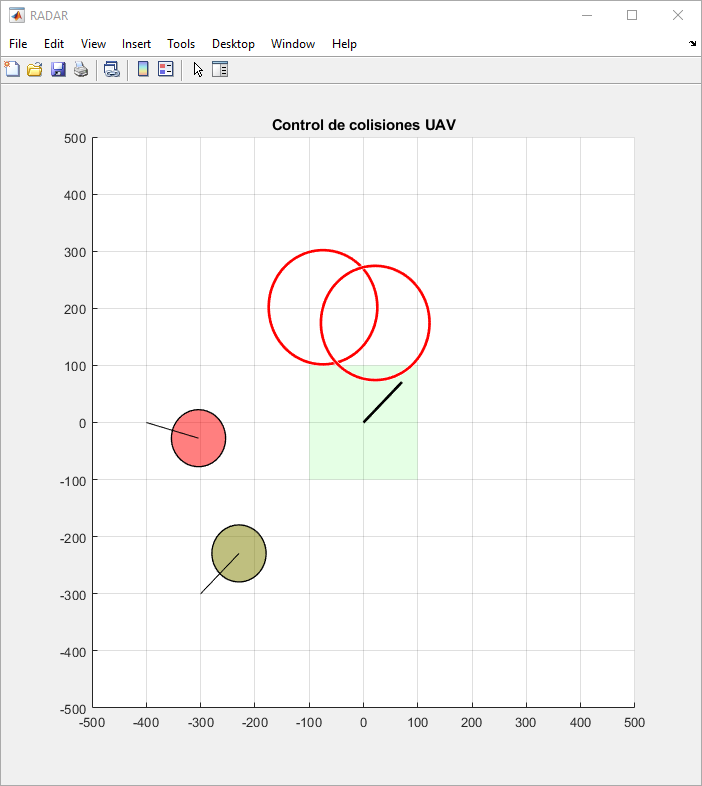 RADAR
File Edit View Insert Tools Desktop Window Help
Control de colisiones UAV
500
400
300
200
100
0
-100
-200
-300
-400
-500
-500 -400 -300 -200 -100 0 100 200 300 400 500